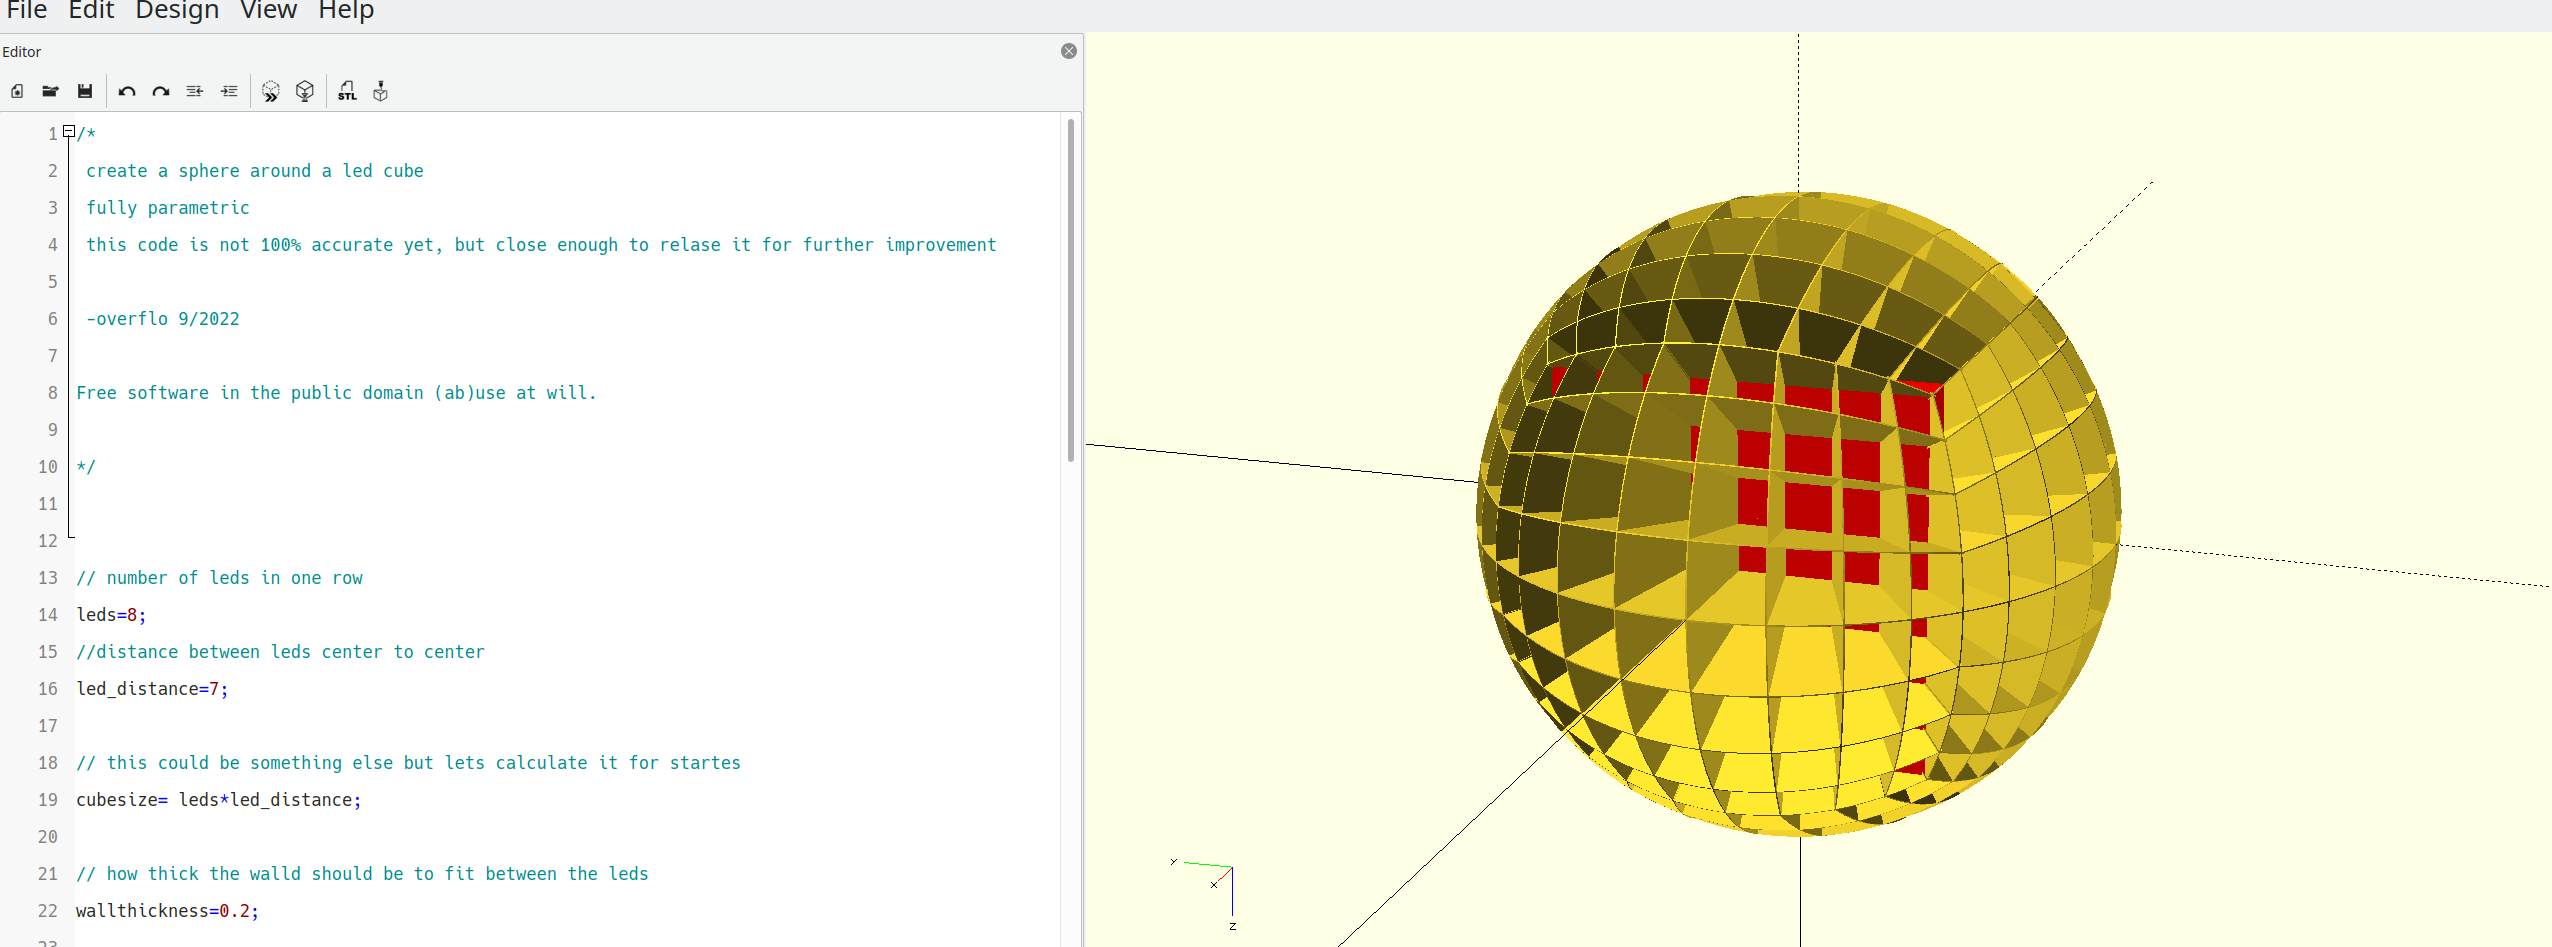 File Edit Design View Help
Editor
STL
1 /*
2 create a sphere around a led cube
3 fully parametric
4 this code is not 100% accurate yet, but close enough to relase it for further improvement
5
6 -overflo 9/2022
7
8 Free software in the public domain (ab)use at will.
9
10 */
11
12
13 // number of leds in one row
14 leds=8;
15 //distance between leds center to center
16 led_distance=7;
17
18 // this could be something else but lets calculate it for startes
19 cubesize= leds*led_distance;
20
21 // how thick the walld should be to fit between the leds
22 wallthickness=0.2;
23
Y
X
Z